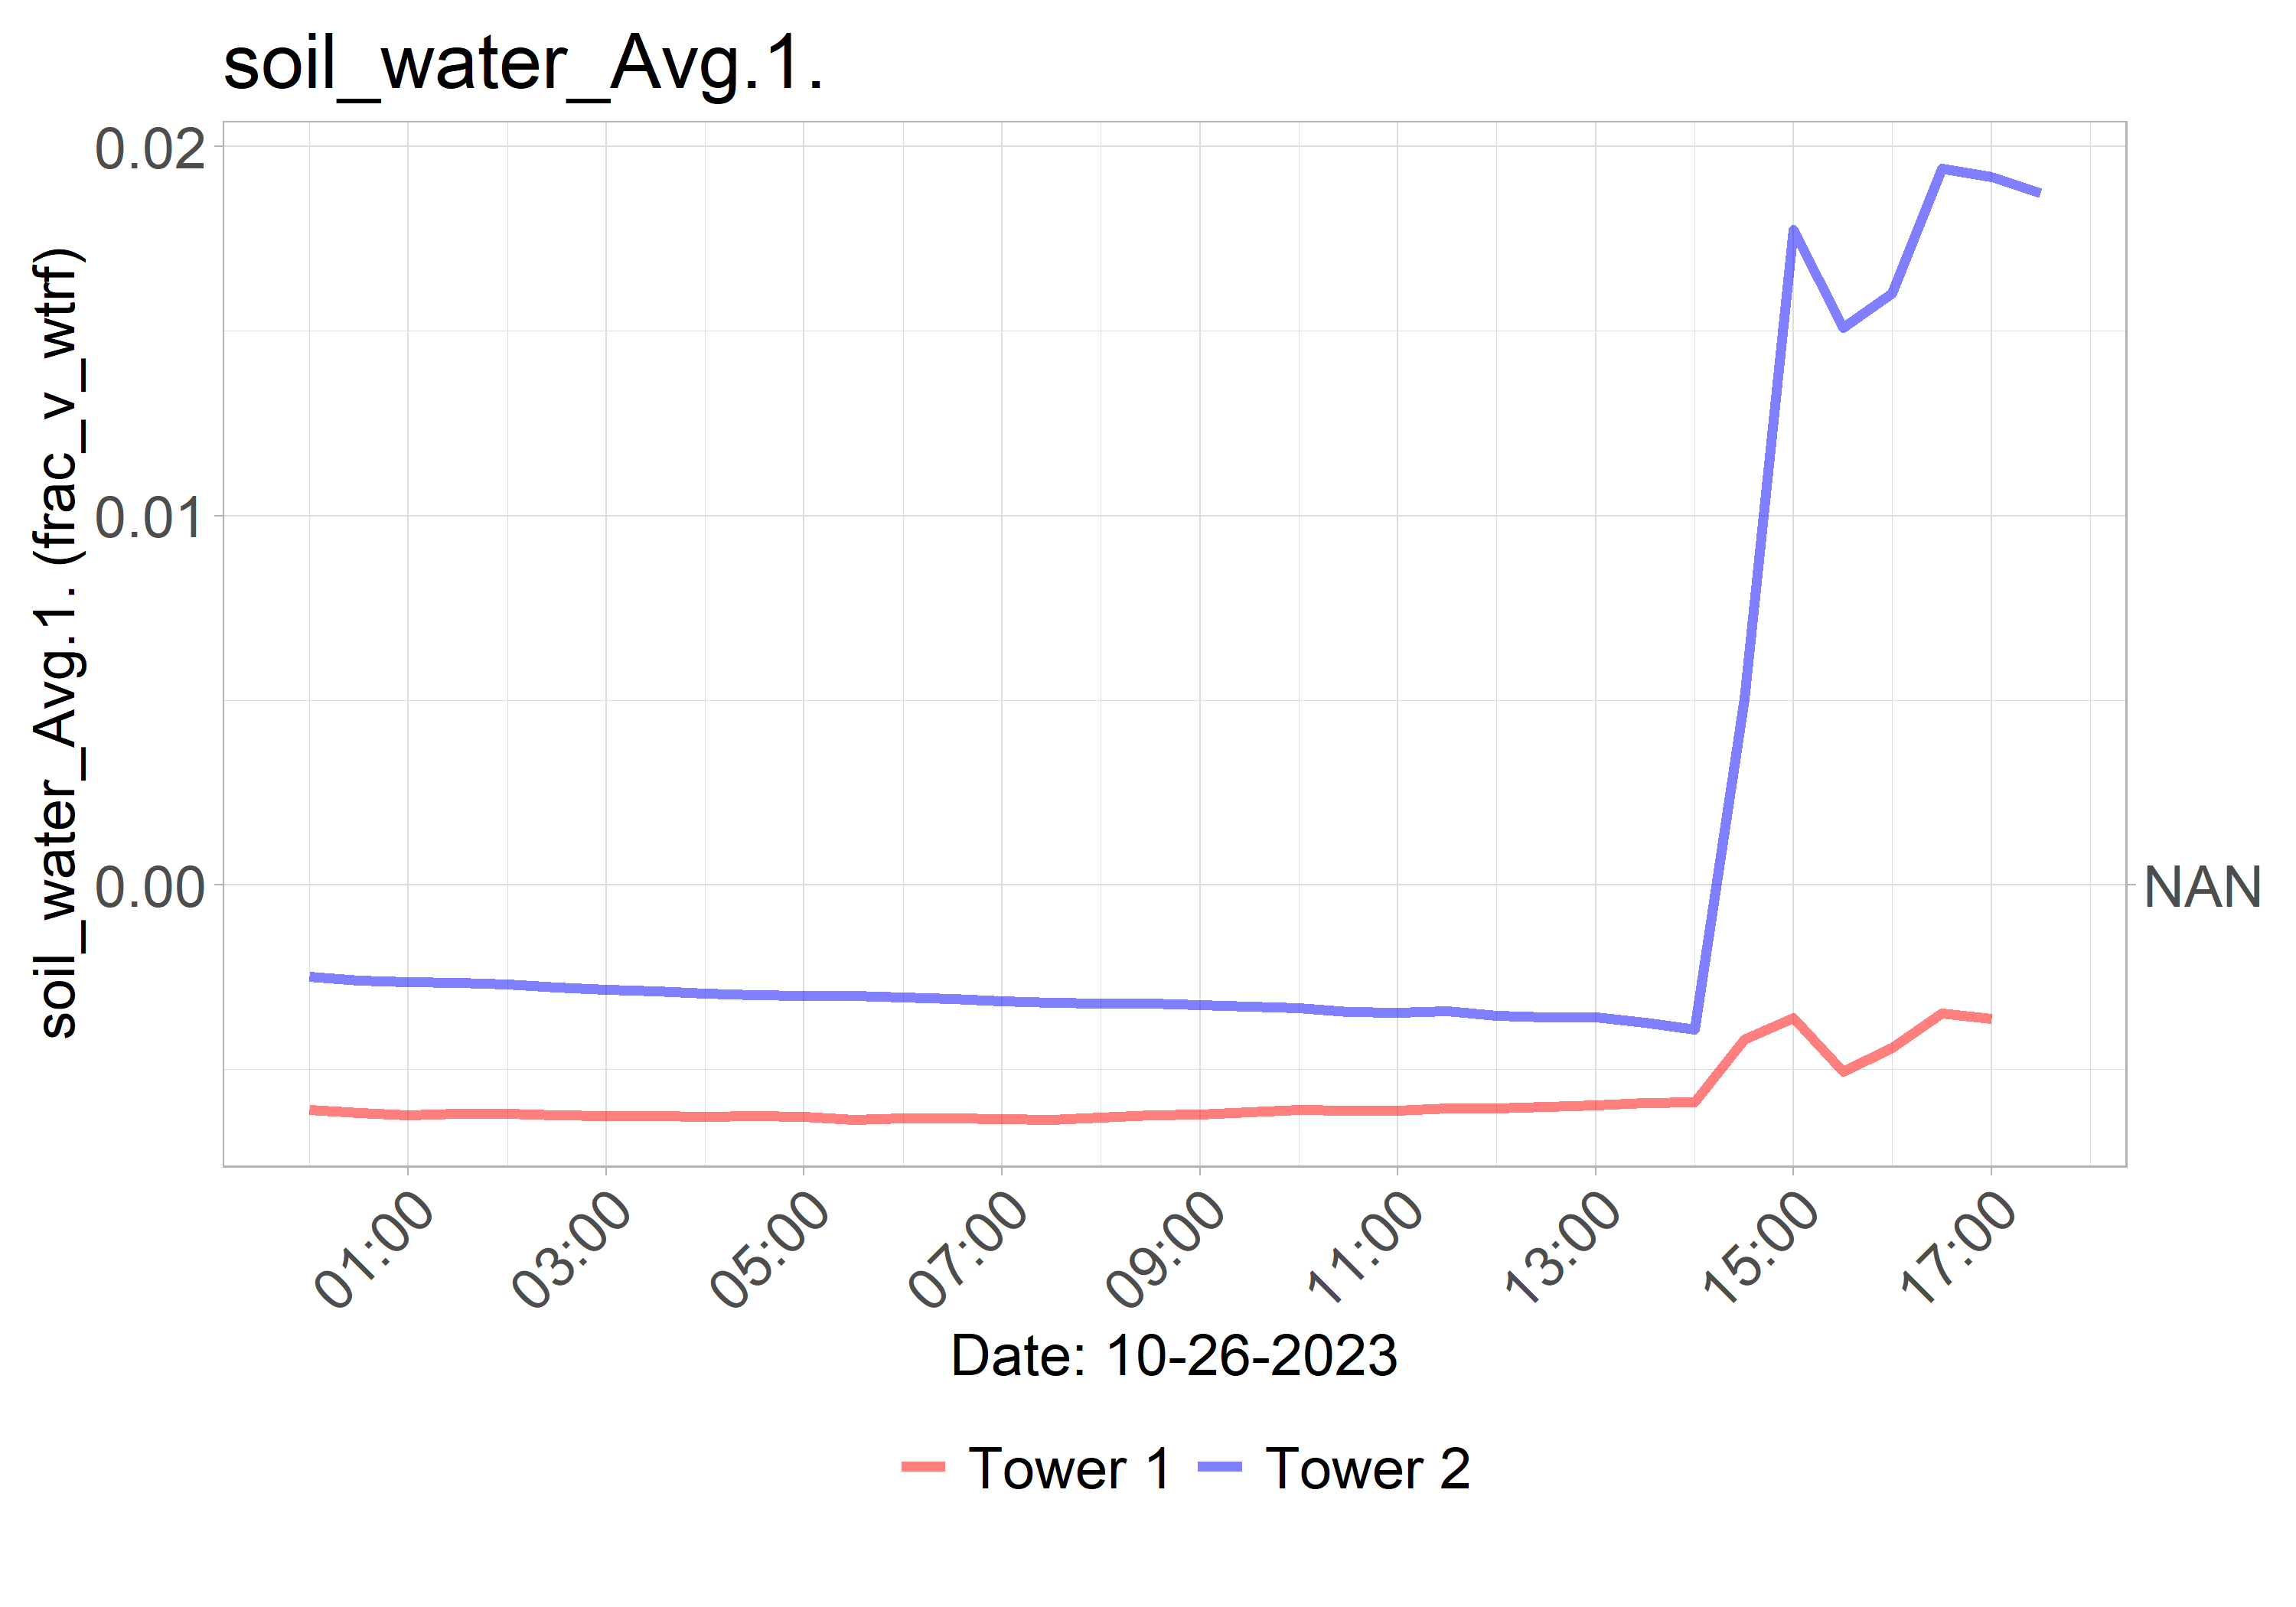 soil_water_Avg.1.
soil_water_Avg.1. (frac_v_wtrf)
0.02
0.01
0.00
NAN
01:00
03:00
05:00
07:00
09:00
11:00
13:00
15:00
17:00
Date: 10-26-2023
Tower 1 Tower 2